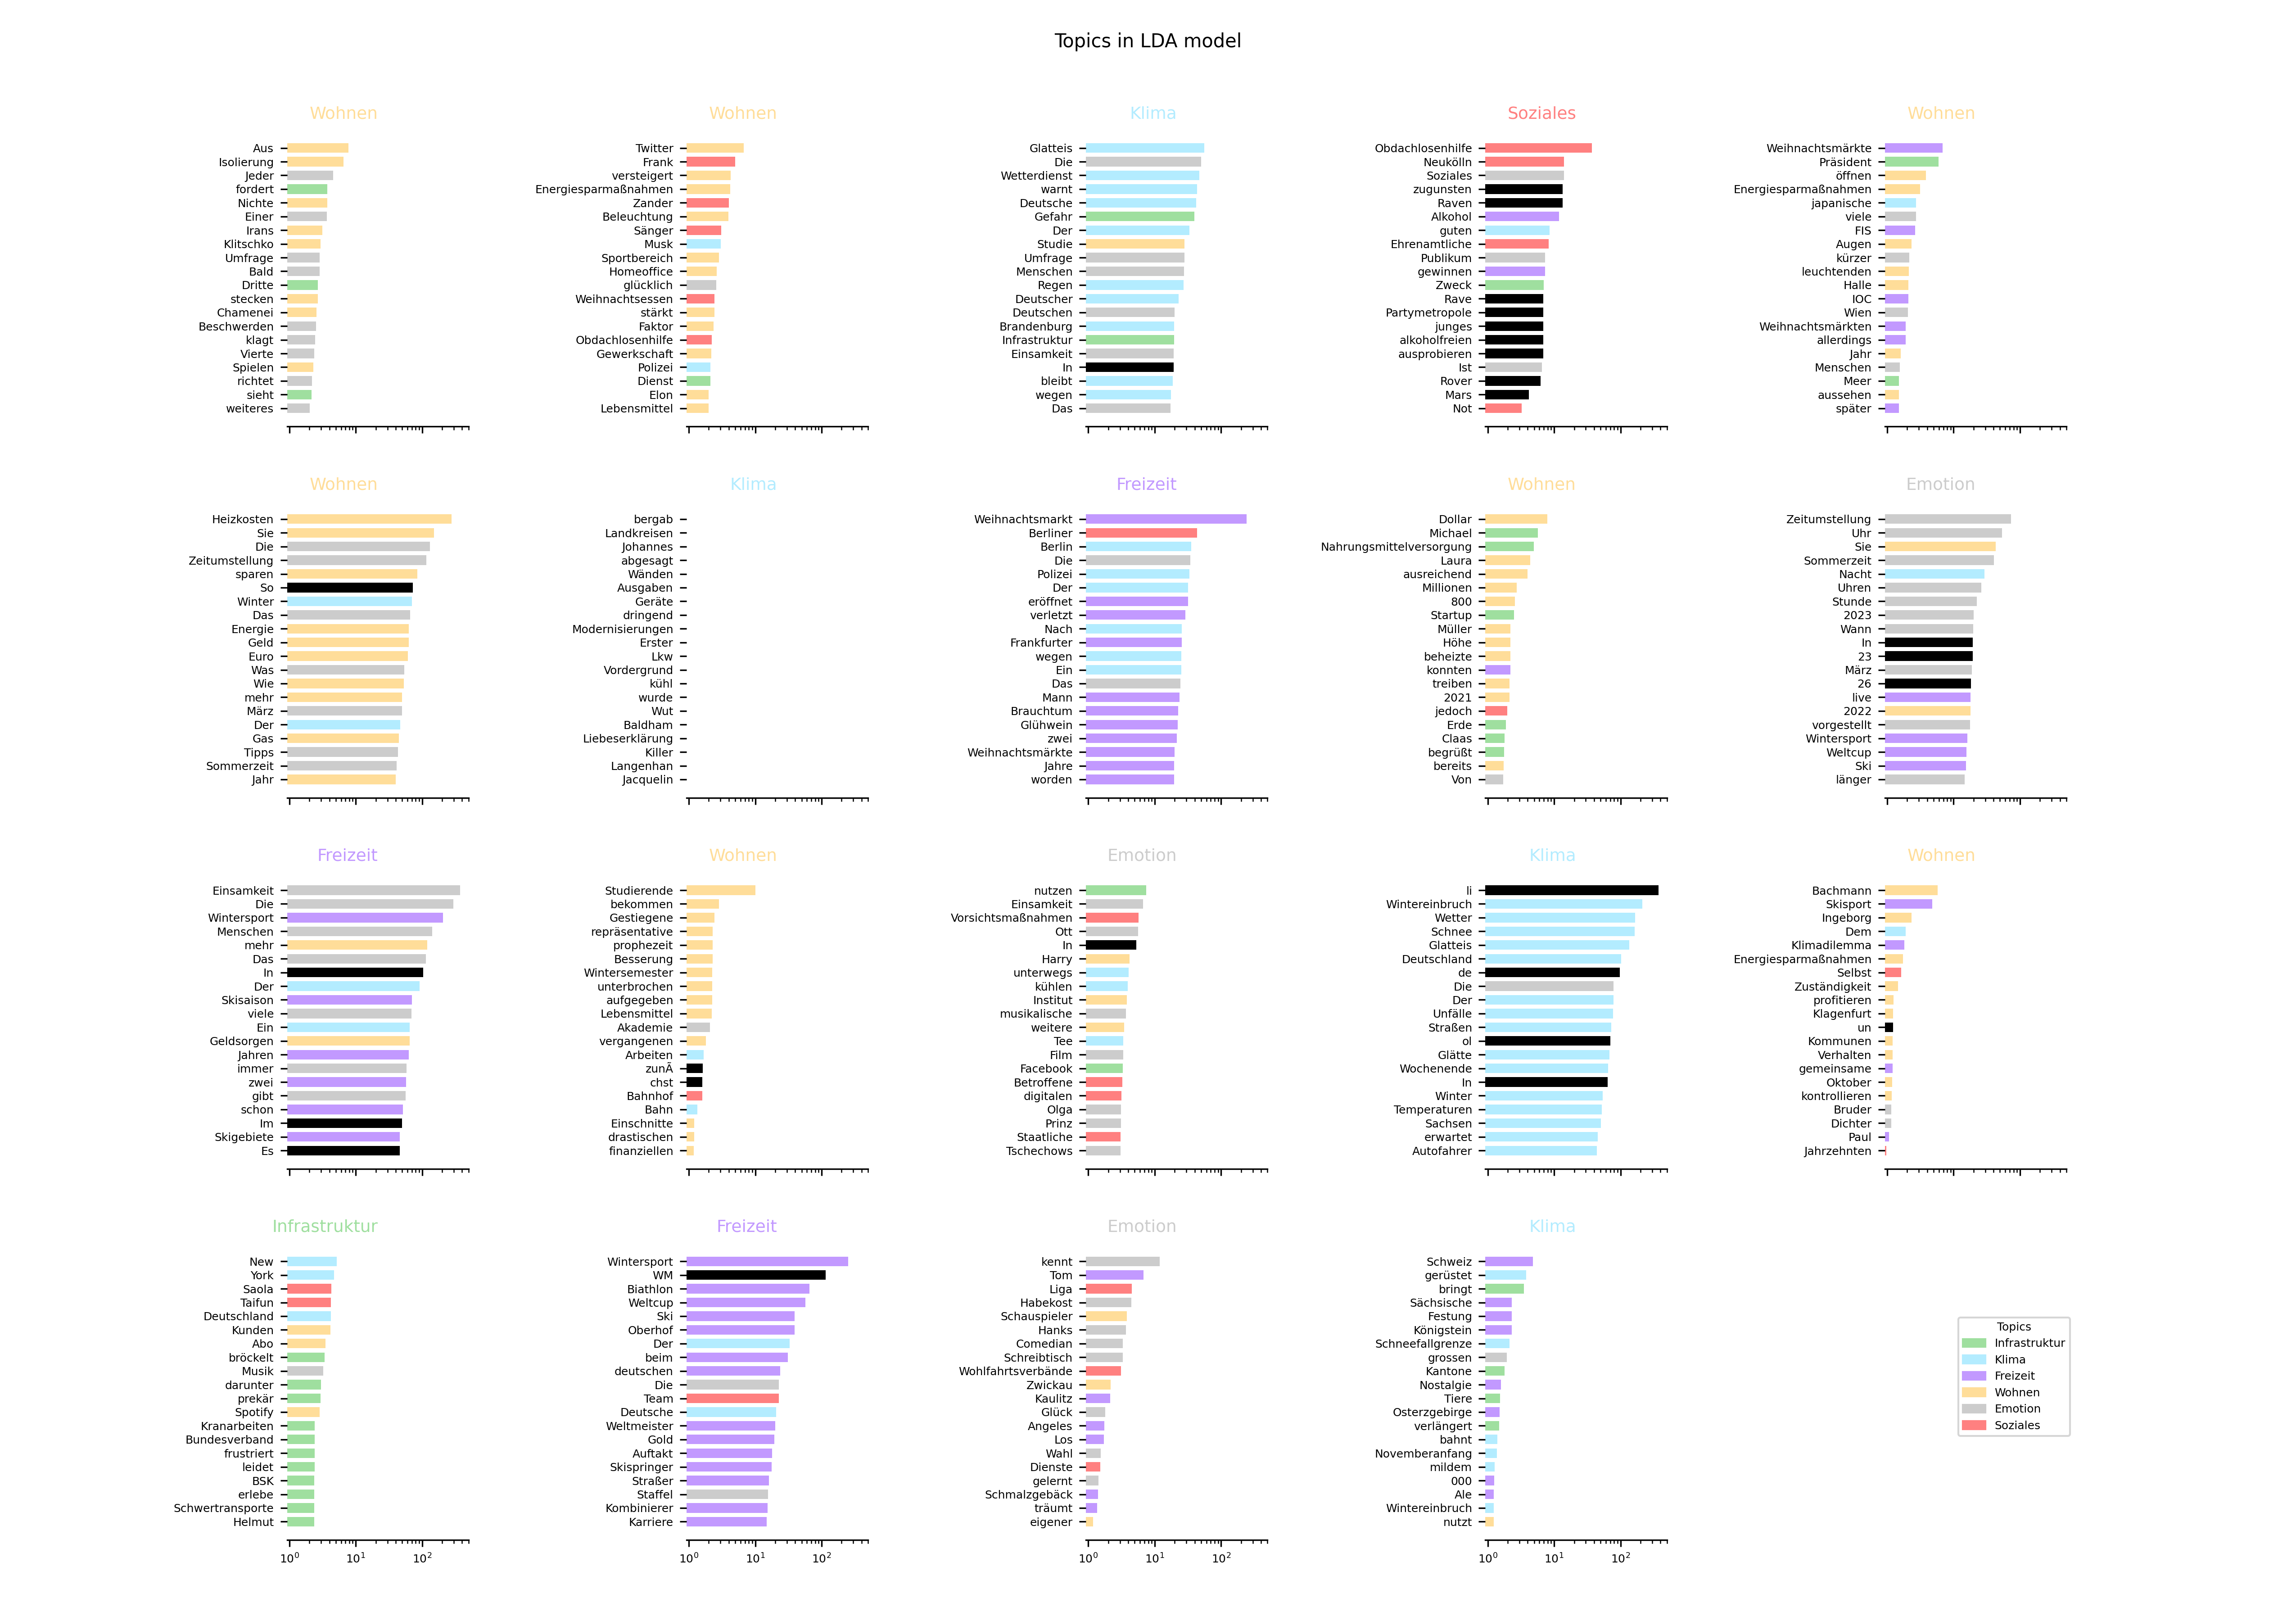 Topics in LDA model
Wohnen
Aus
Isolierung
Jeder
fordert
Nichte
Einer
Irans
Klitschko
Umfrage
Bald
Dritte
stecken
Chamenei
Beschwerden
klagt
Vierte
Spielen
richtet
sieht
weiteres
Wohnen
Twitter
Frank
versteigert
Energiesparmaßnahmen
Zander
Beleuchtung
Sänger
Musk
Sportbereich
Homeoffice
glücklich
Weihnachtsessen
stärkt
Faktor
Obdachlosenhilfe
Gewerkschaft
Polizei
Dienst
Elon
Lebensmittel
Klima
Glatteis
Die
Wetterdienst
warnt
Deutsche
Gefahr
Der
Studie
Umfrage
Menschen
Regen
Deutscher
Deutschen
Brandenburg
Infrastruktur
Einsamkeit
In
bleibt
wegen
Das
Soziales
Obdachlosenhilfe
Neukölln
Soziales
zugunsten
Raven
Alkohol
guten
Ehrenamtliche
Publikum
gewinnen
Zweck
Rave
Partymetropole
junges
alkoholfreien
ausprobieren
Ist
Rover
Mars
Not
Wohnen
Weihnachtsmärkte
Präsident
öffnen
Energiesparmaßnahmen
japanische
viele
FIS
Augen
kürzer
leuchtenden
Halle
IOC
Wien
Weihnachtsmärkten
allerdings
Jahr
Menschen
Meer
aussehen
später
Wohnen
Heizkosten
Sie
Die
Zeitumstellung
sparen
So
Winter
Das
Energie
Geld
Euro
Was
Wie
mehr
März
Der
Gas
Tipps
Sommerzeit
Jahr
Klima
bergab
Landkreisen
Johannes
abgesagt
Wänden
Ausgaben
Geräte
dringend
Modernisierungen
Erster
Lkw
Vordergrund
kühl
wurde
Wut
Baldham
Liebeserklärung
Killer
Langenhan
Jacquelin
Freizeit
Weihnachtsmarkt
Berliner
Berlin
Die
Polizei
Der
eröffnet
verletzt
Nach
Frankfurter
wegen
Ein
Das
Mann
Brauchtum
Glühwein
zwei
Weihnachtsmärkte
Jahre
worden
Wohnen
Dollar
Michael
Nahrungsmittelversorgung
Laura
ausreichend
Millionen
800
Startup
Müller
Höhe
beheizte
konnten
treiben
2021
jedoch
Erde
Claas
begrüßt
bereits
Von
Emotion
Zeitumstellung
Uhr
Sie
Sommerzeit
Nacht
Uhren
Stunde
2023
Wann
In
23
März
26
live
2022
vorgestellt
Wintersport
Weltcup
Ski
länger
Freizeit
Einsamkeit
Die
Wintersport
Menschen
mehr
Das
In
Der
Skisaison
viele
Ein
Geldsorgen
Jahren
immer
zwei
gibt
schon
Im
Skigebiete
Es
Wohnen
Studierende
bekommen
Gestiegene
repräsentative
prophezeit
Besserung
Wintersemester
unterbrochen
aufgegeben
Lebensmittel
Akademie
vergangenen
Arbeiten
zunÃ
chst
Bahnhof
Bahn
Einschnitte
drastischen
finanziellen
Emotion
nutzen
Einsamkeit
Vorsichtsmaßnahmen
Ott
In
Harry
unterwegs
kühlen
Institut
musikalische
weitere
Tee
Film
Facebook
Betroffene
digitalen
Olga
Prinz
Staatliche
Tschechows
Klima
li
Wintereinbruch
Wetter
Schnee
Glatteis
Deutschland
de
Die
Der
Unfälle
Straßen
ol
Glätte
Wochenende
In
Winter
Temperaturen
Sachsen
erwartet
Autofahrer
Wohnen
Bachmann
Skisport
Ingeborg
Dem
Klimadilemma
Energiesparmaßnahmen
Selbst
Zuständigkeit
profitieren
Klagenfurt
un
Kommunen
Verhalten
gemeinsame
Oktober
kontrollieren
Bruder
Dichter
Paul
Jahrzehnten
Infrastruktur
New
York
Saola
Taifun
Deutschland
Kunden
Abo
bröckelt
Musik
darunter
prekär
Spotify
Kranarbeiten
Bundesverband
frustriert
leidet
BSK
erlebe
Schwertransporte
Helmut
10⁰ 10¹ 10²
Freizeit
Wintersport
WM
Biathlon
Weltcup
Ski
Oberhof
Der
beim
deutschen
Die
Team
Deutsche
Weltmeister
Gold
Auftakt
Skispringer
Straßer
Staffel
Kombinierer
Karriere
10⁰ 10¹ 10²
Emotion
kennt
Tom
Liga
Habekost
Schauspieler
Hanks
Comedian
Schreibtisch
Wohlfahrtsverbände
Zwickau
Kaulitz
Glück
Angeles
Los
Wahl
Dienste
gelernt
Schmalzgebäck
träumt
eigener
10⁰ 10¹ 10²
Klima
Schweiz
gerüstet
bringt
Sächsische
Festung
Königstein
Schneefallgrenze
grossen
Kantone
Nostalgie
Tiere
Osterzgebirge
verlängert
bahnt
Novemberanfang
mildem
000
Ale
Wintereinbruch
nutzt
10⁰ 10¹ 10²
Topics
Infrastruktur
Klima
Freizeit
Wohnen
Emotion
Soziales